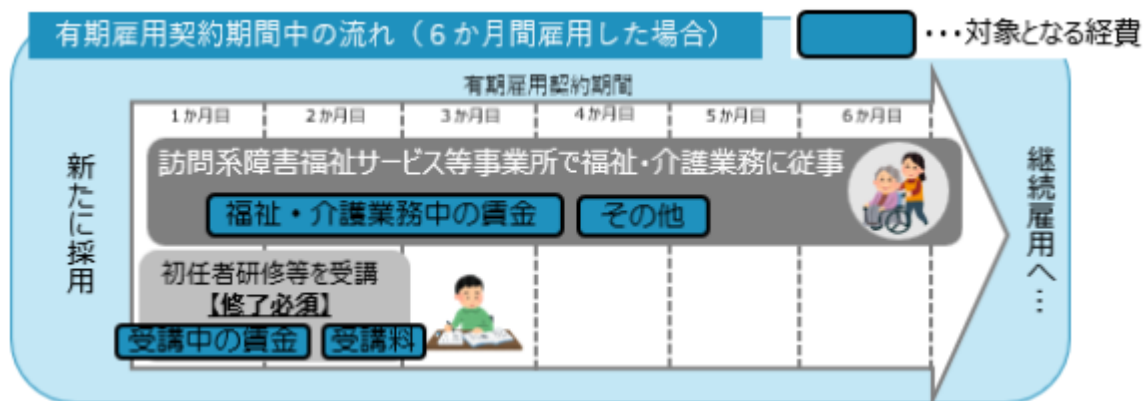 有期雇用契約期間中の流れ（６か月間雇用した場合）
・・・対象となる経費
有期雇用契約期間
1か月目 2か月目 3か月目 4か月目 5か月目 6か月目
新たに採用
訪問系障害福祉サービス等事業所で福祉・介護業務に従事
福祉・介護業務中の賃金 その他
初任者研修等を受講
【修了必須】
受講中の賃金 受講料
継続雇用へ…